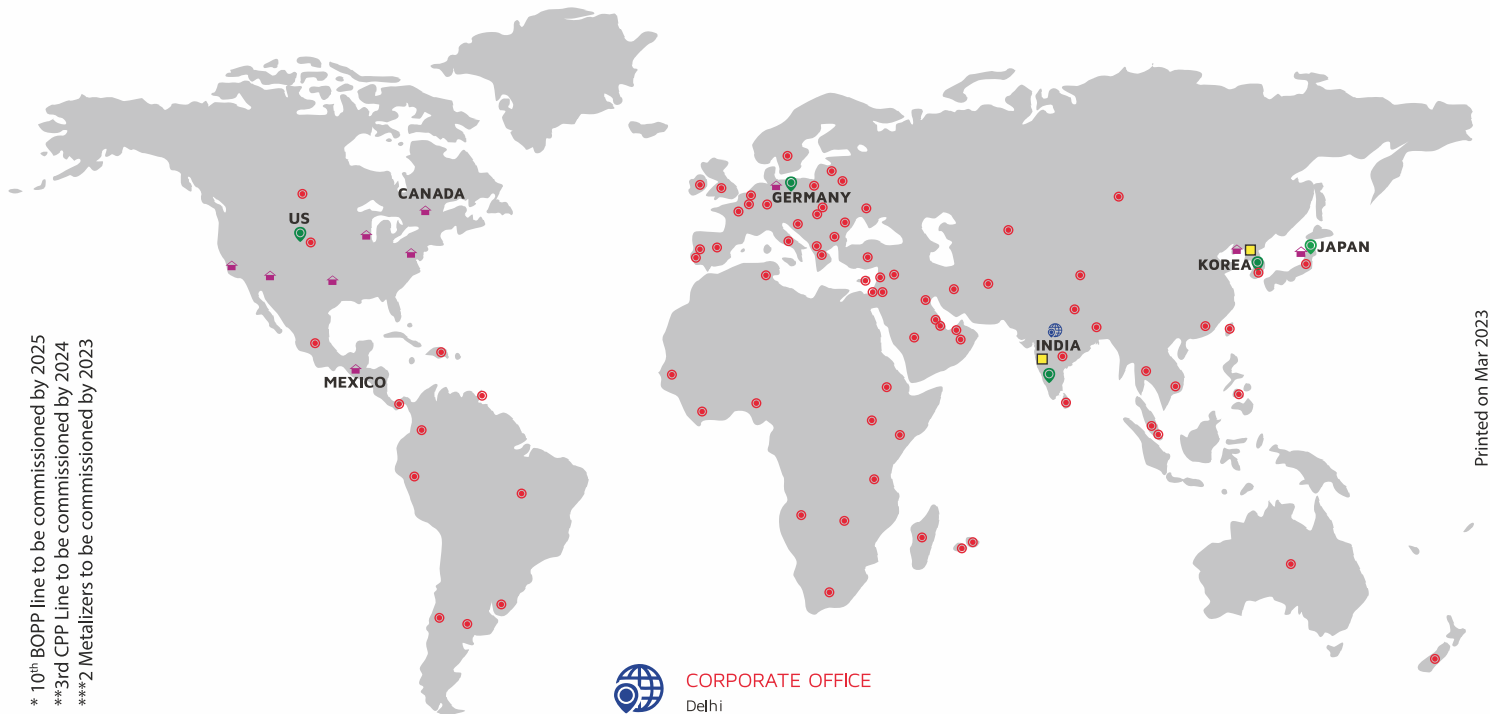 CANADA
US
GERMANY
JAPAN
KOREA
INDIA
MEXICO
* 10th BOPP line to be commissioned by 2025
**3rd CPP Line to be commissioned by 2024
***2 Metalizers to be commissioned by 2023
Printed on Mar 2023
CORPORATE OFFICE
Delhi